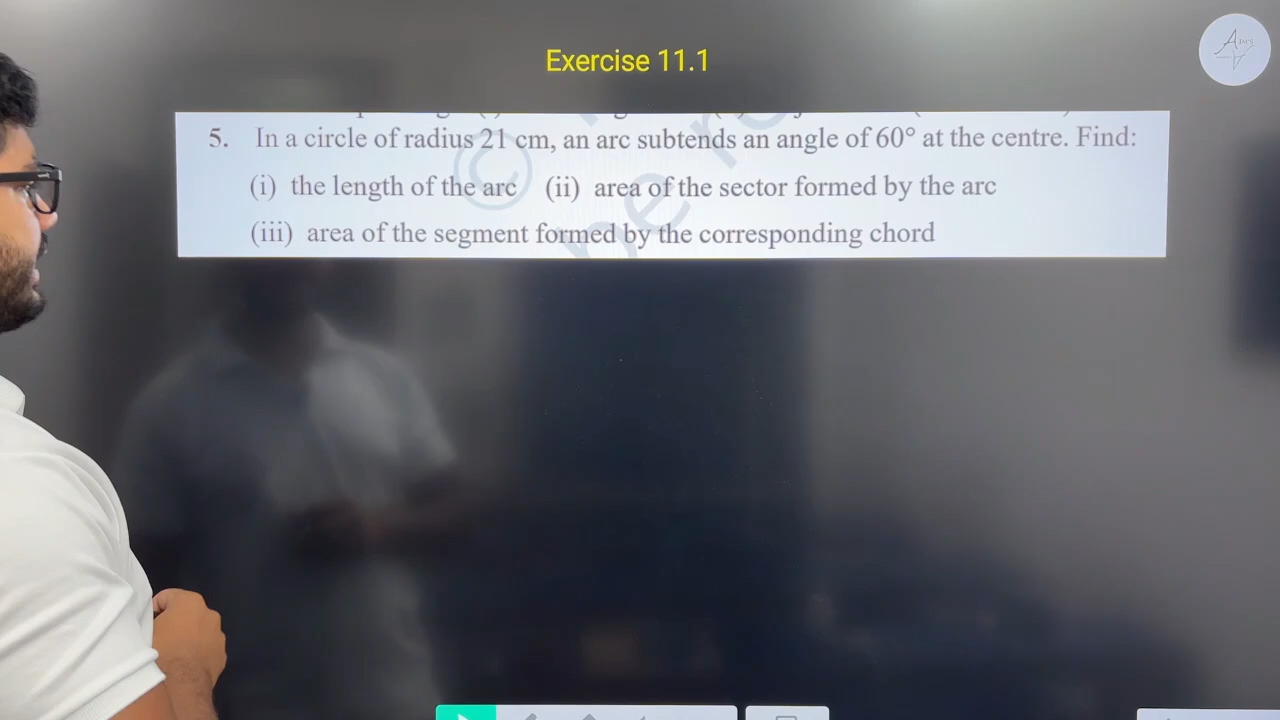 Exercise 11.1
5. In a circle of radius 21 cm, an arc subtends an angle of 60° at the centre. Find:
(i) the length of the arc (ii) area of the sector formed by the arc
(iii) area of the segment formed by the corresponding chord